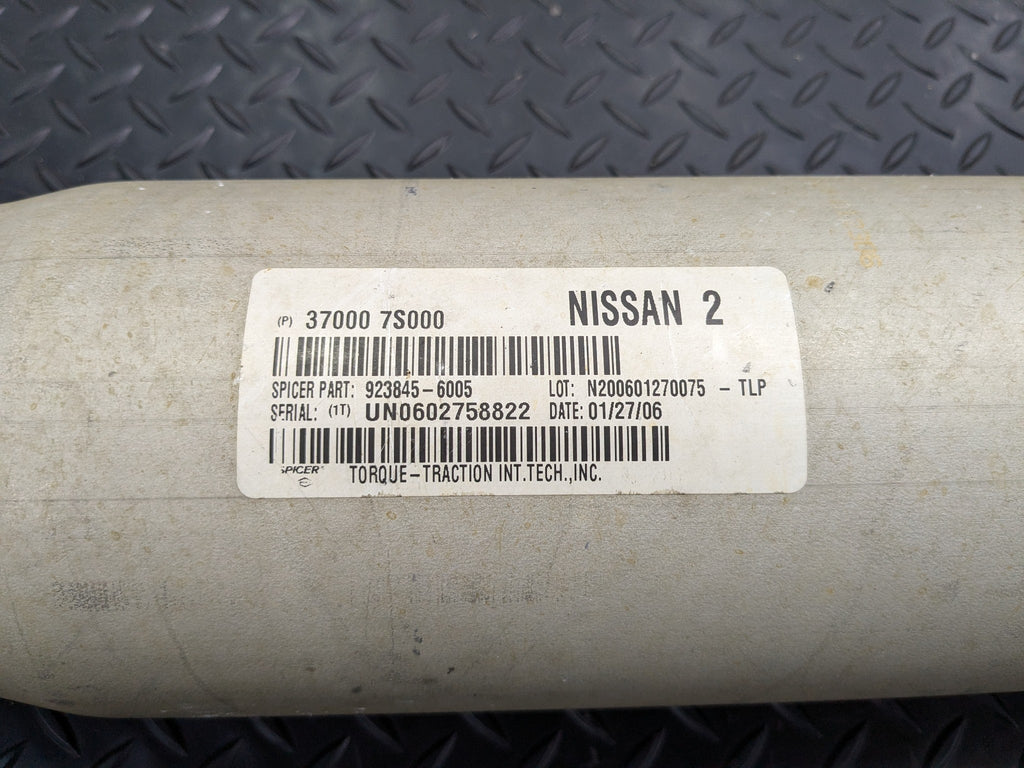 (P) 37000 7S000 NISSAN 2
SPICER PART: 923845-6005 LOT: N200601270075 - TLP
SERIAL: (1T) UN0602758822 DATE: 01/27/06
SPICER TORQUE-TRACTION INT.TECH.,INC.